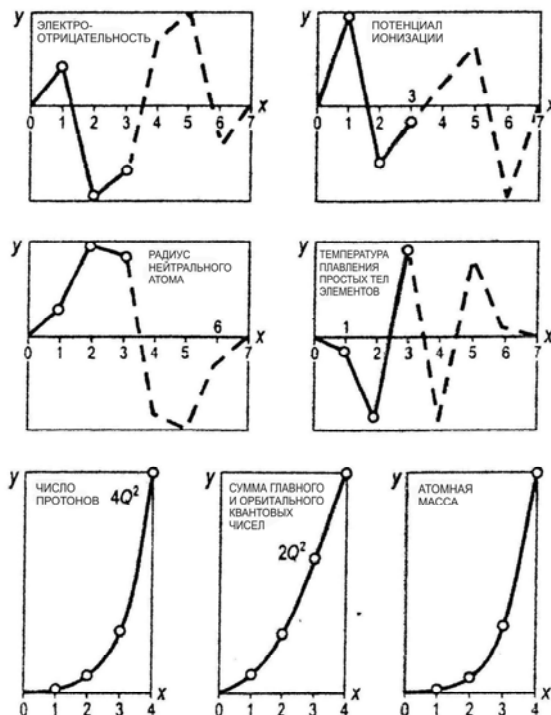 y
ЭЛЕКТРО-
ОТРИЦАТЕЛЬНОСТЬ
x
0 1 2 3 4 5 6 7
y
ПОТЕНЦИАЛ
ИОНИЗАЦИИ
3
x
0 1 2 4 5 6 7
y
РАДИУС
НЕЙТРАЛЬНОГО
АТОМА
6
x
0 1 2 3 4 5 7
y
ТЕМПЕРАТУРА
ПЛАВЛЕНИЯ
ПРОСТЫХ ТЕЛ
ЭЛЕМЕНТОВ
1
x
0 2 3 4 5 6 7
y
ЧИСЛО
ПРОТОНОВ
4Q²
x
0 1 2 3 4
y
СУММА ГЛАВНОГО
И ОРБИТАЛЬНОГО
КВАНТОВЫХ
ЧИСЕЛ
2Q²
x
0 1 2 3 4
y
АТОМНАЯ
МАССА
x
0 1 2 3 4